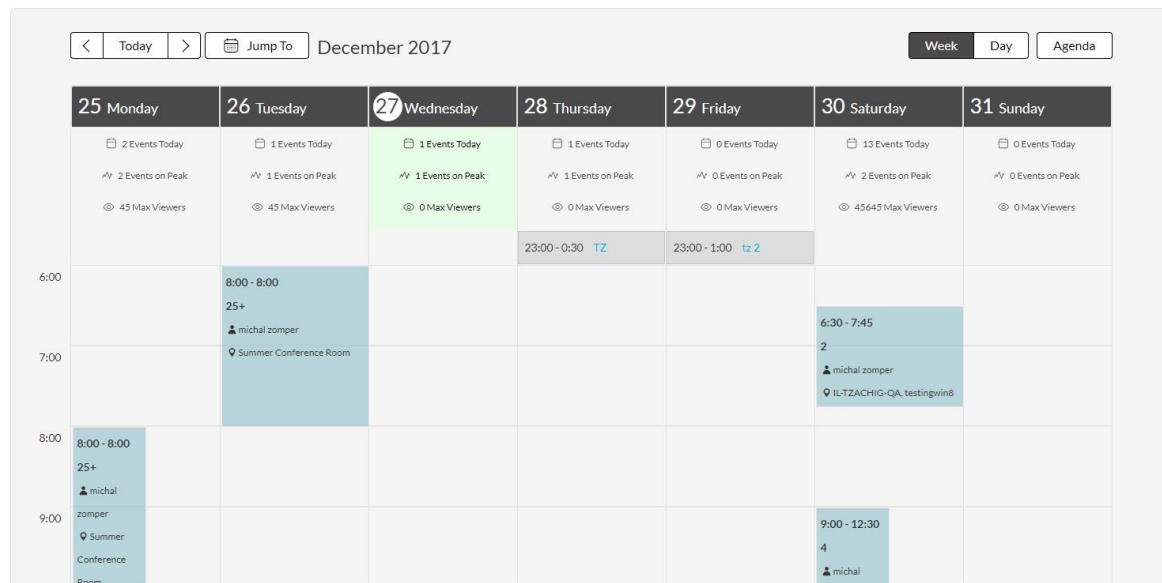 Today
Jump To
December 2017
Week
Day
Agenda
25 Monday
26 Tuesday
27 Wednesday
28 Thursday
29 Friday
30 Saturday
31 Sunday
2 Events Today
1 Events Today
1 Events Today
1 Events Today
0 Events Today
13 Events Today
0 Events Today
2 Events on Peak
1 Events on Peak
1 Events on Peak
1 Events on Peak
0 Events on Peak
2 Events on Peak
0 Events on Peak
45 Max Viewers
45 Max Viewers
0 Max Viewers
0 Max Viewers
0 Max Viewers
45645 Max Viewers
0 Max Viewers
23:00 - 0:30 TZ
23:00 - 1:00 tz 2
6:00
7:00
8:00
9:00
8:00 - 8:00
25+
michal
zomper
Summer
Conference
Room
8:00 - 8:00
25+
michal zomper
Summer Conference Room
6:30 - 7:45
2
michal zomper
IL-TZACHIG-QA, testingwin8
9:00 - 12:30
4
michal